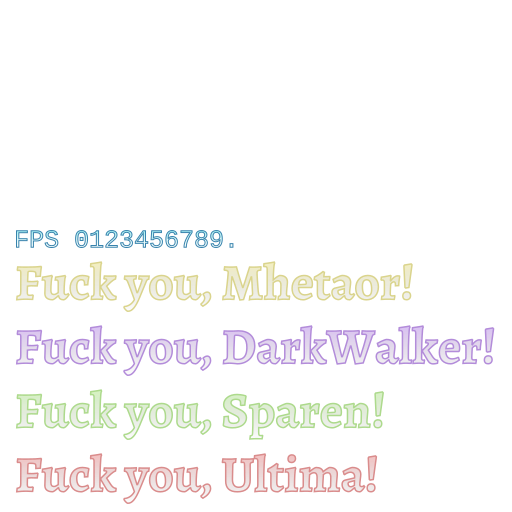 FPS 0123456789.
Fuck you, Mhetaor!
Fuck you, DarkWalker!
Fuck you, Sparen!
Fuck you, Ultima!